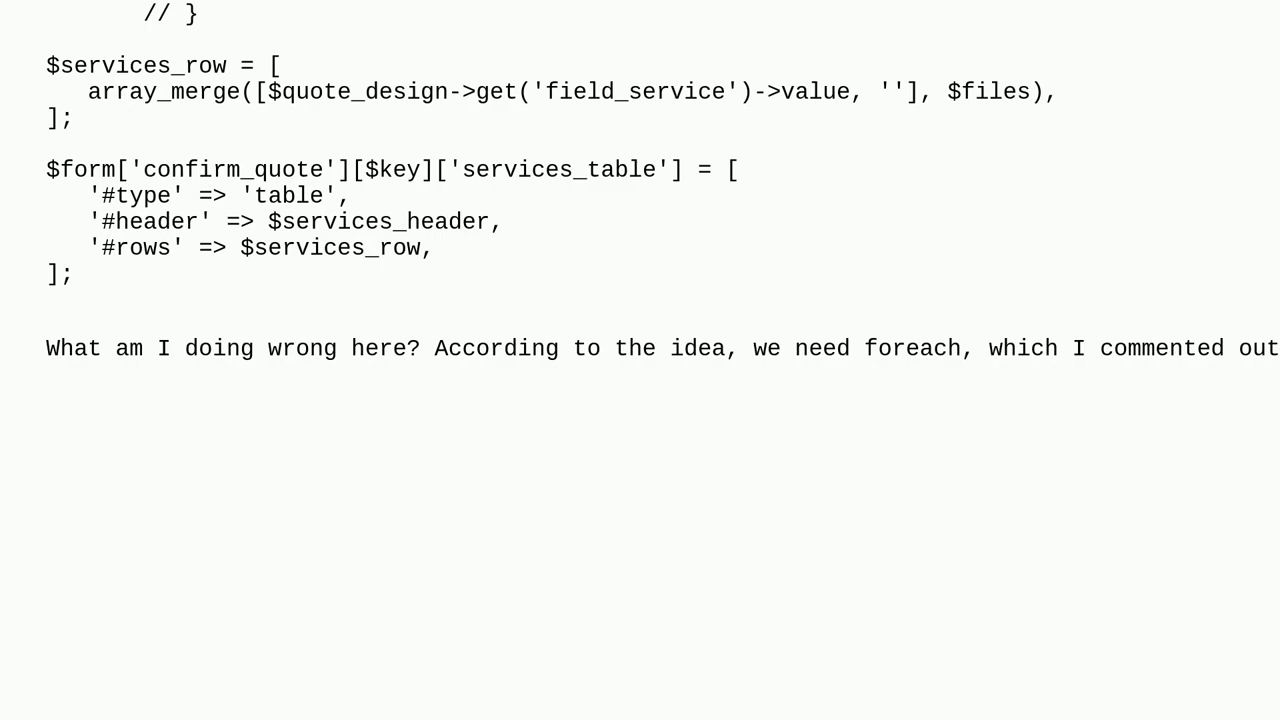 // }
$services_row = [
array_merge([$quote_design->get('field_service')->value, ''], $files),
];
$form['confirm_quote'][$key]['services_table'] = [
'#type' => 'table',
'#header' => $services_header,
'#rows' => $services_row,
];
What am I doing wrong here? According to the idea, we need foreach, which I commented out